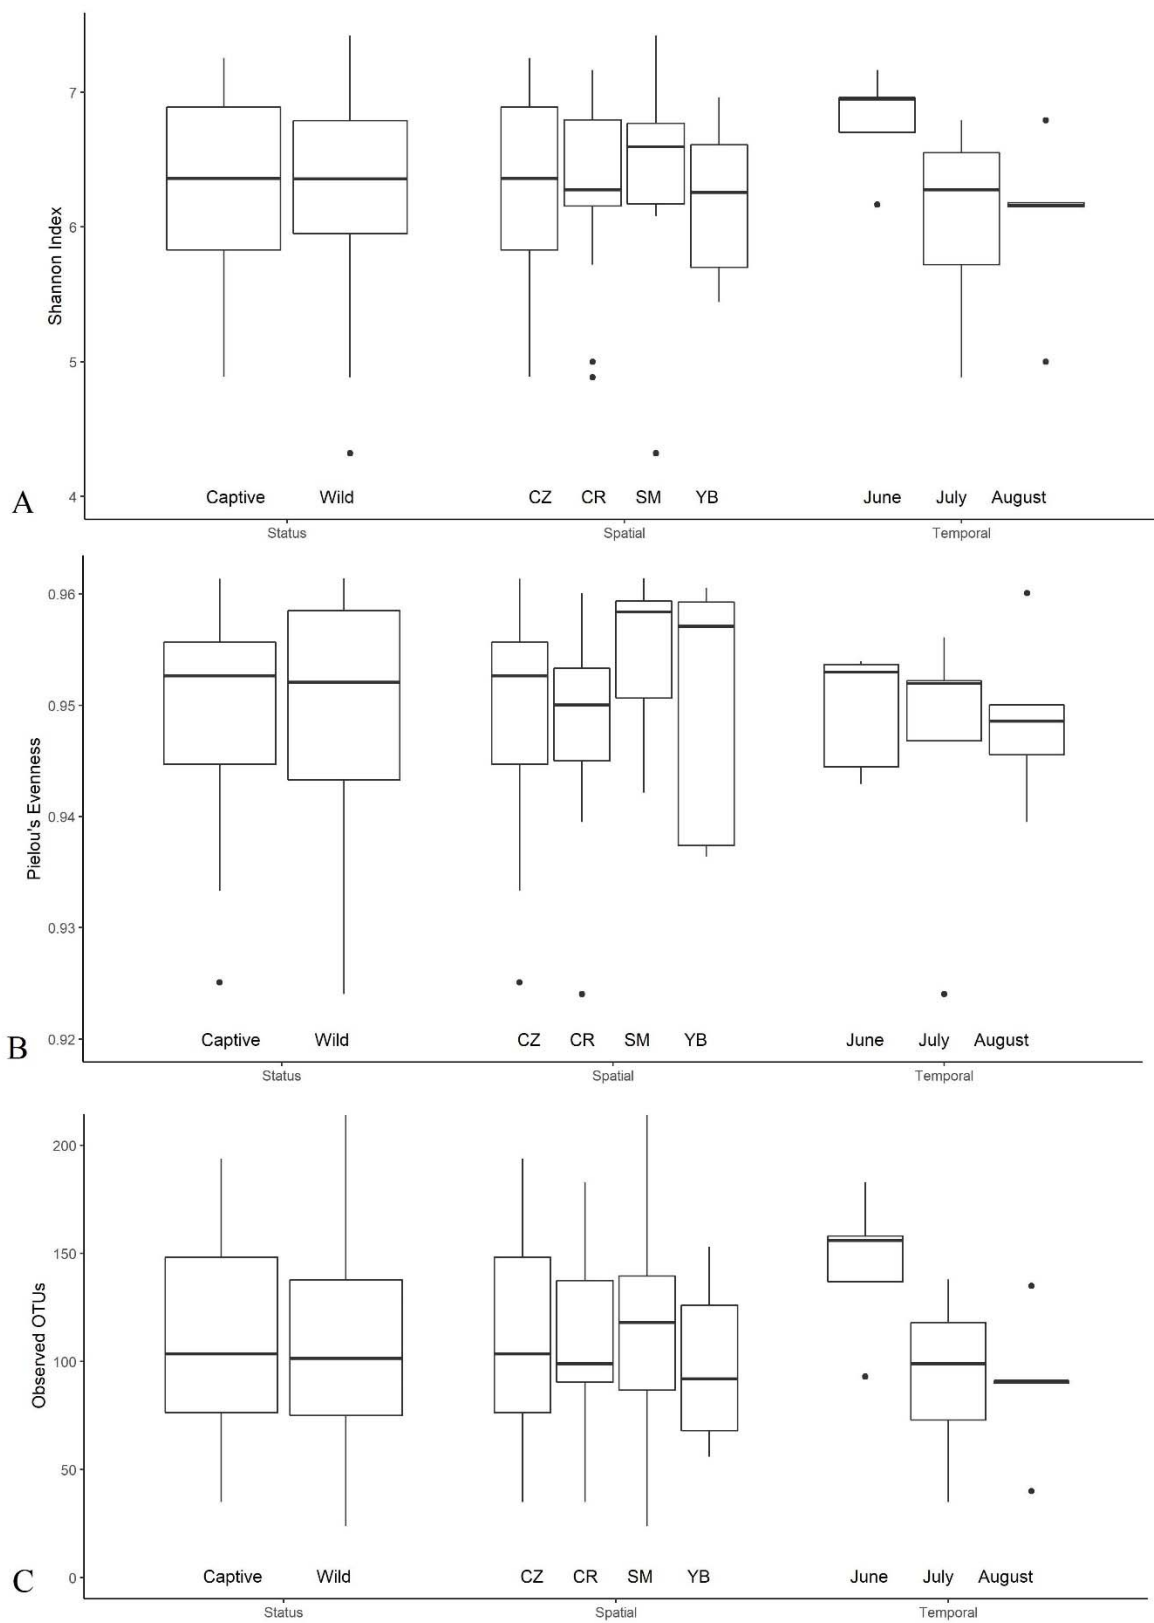 7
6
5
4
Shannon Index
Captive Wild CZ CR SM YB June July August
A
Status Spatial Temporal
0.96
0.95
0.94
0.93
0.92
Pielou's Evenness
Captive Wild CZ CR SM YB June July August
B
Status Spatial Temporal
200
150
100
50
0
Observed OTUs
Captive Wild CZ CR SM YB June July August
C
Status Spatial Temporal